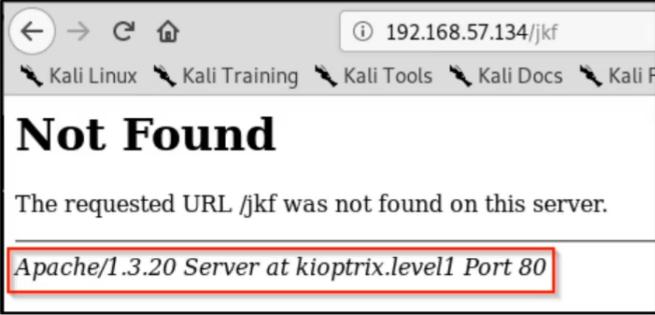 192.168.57.134/jkf
Kali Linux Kali Training Kali Tools Kali Docs Kali
Not Found
The requested URL /jkf was not found on this server.
Apache/1.3.20 Server at kioptrix.level1 Port 80